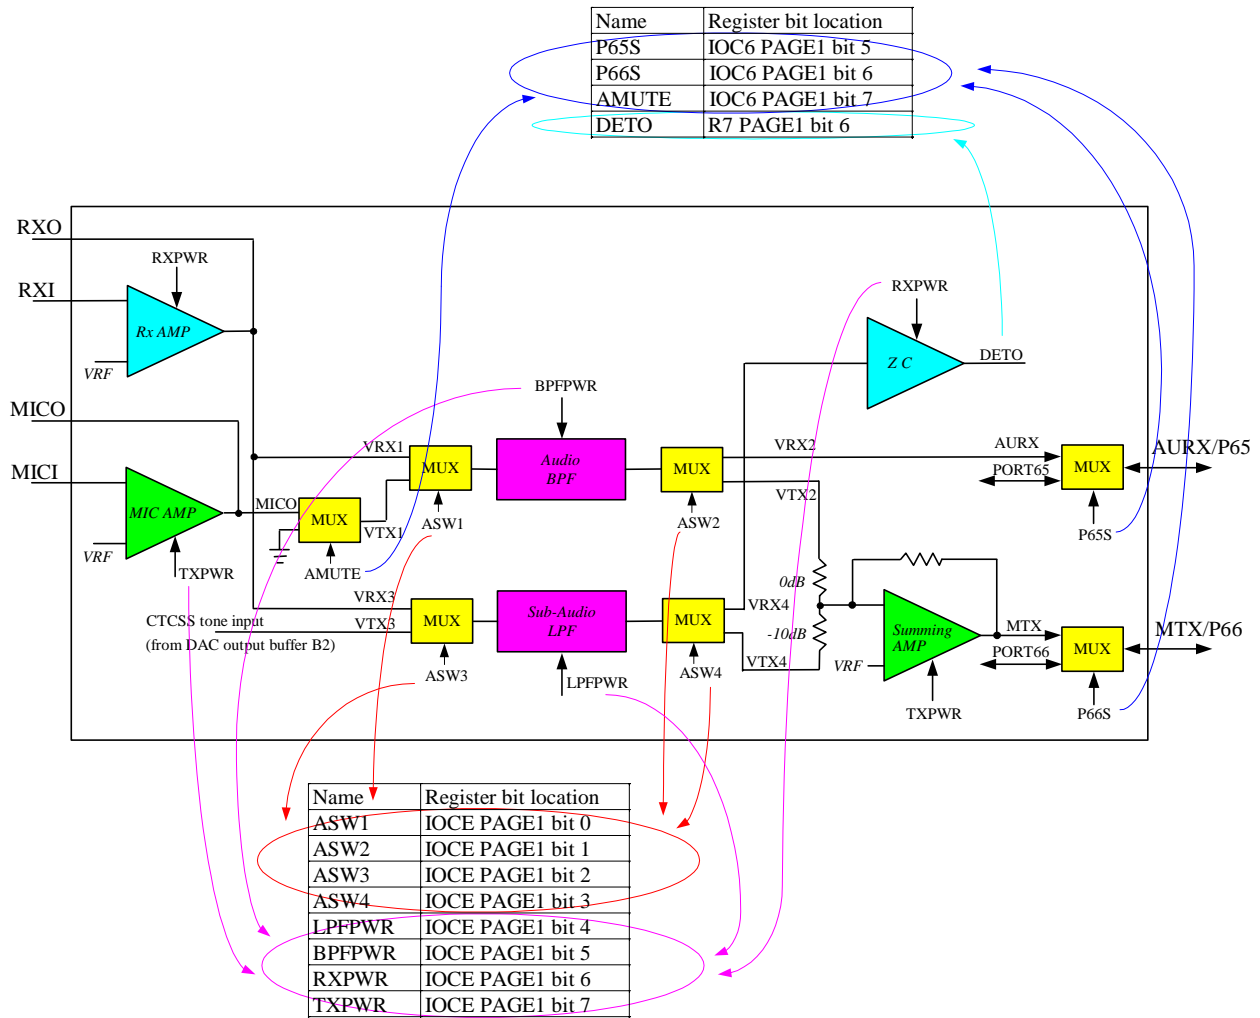 Name Register bit location
P65S IOC6 PAGE1 bit 5
P66S IOC6 PAGE1 bit 6
AMUTE IOC6 PAGE1 bit 7
DETO R7 PAGE1 bit 6
RXO
RXPWR
RXI
Rx AMP
VRF
RXPWR
Z C
DETO
BPFPWR
MICO
MICI
VRX1
MUX
Audio
BPF
MUX
VRX2
AURX
MUX
AURX/P65
PORT65
VTX2
MIC AMP
MICO
MUX
VTX1
ASW1
ASW2
P65S
VRF
TXPWR
AMUTE
0dB
VRX3
VTX3
MUX
Sub-Audio
LPF
MUX
VRX4
-10dB
VTX4
Summing
AMP
VRF
MTX
MUX
MTX/P66
PORT66
CTCSS tone input
(from DAC output buffer B2)
ASW3
LPFPWR
ASW4
TXPWR
P66S
Name Register bit location
ASW1 IOCE PAGE1 bit 0
ASW2 IOCE PAGE1 bit 1
ASW3 IOCE PAGE1 bit 2
ASW4 IOCE PAGE1 bit 3
LPFPWR IOCE PAGE1 bit 4
BPFPWR IOCE PAGE1 bit 5
RXPWR IOCE PAGE1 bit 6
TXPWR IOCE PAGE1 bit 7